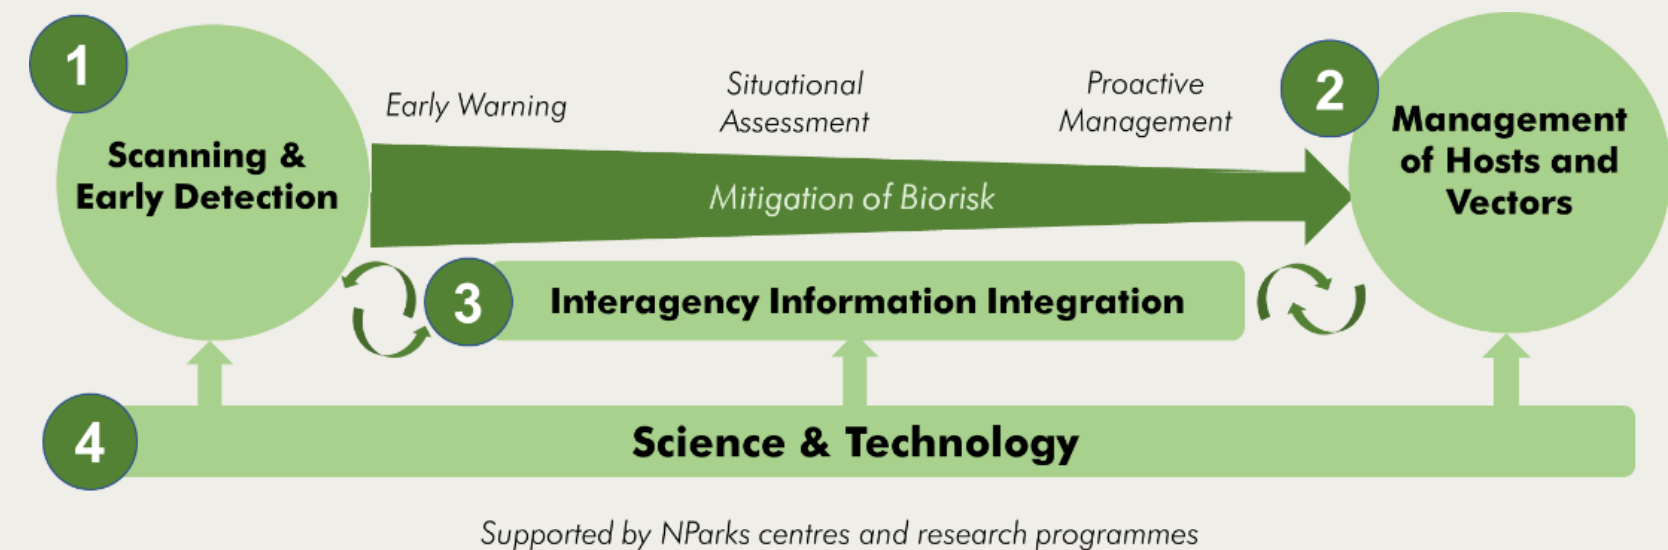 1
Scanning &
Early Detection
Early Warning
Situational
Assessment
Proactive
Management
Mitigation of Biorisk
2
Management
of Hosts and
Vectors
3
Interagency Information Integration
4
Science & Technology
Supported by NParks centres and research programmes